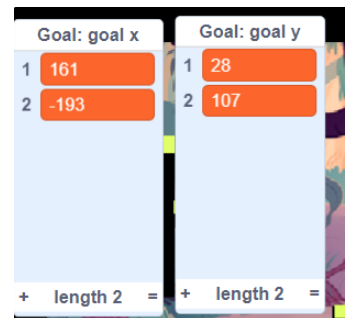 Goal: goal x
1 161
2 -193
+ length 2 =
Goal: goal y
1 28
2 107
+ length 2 =